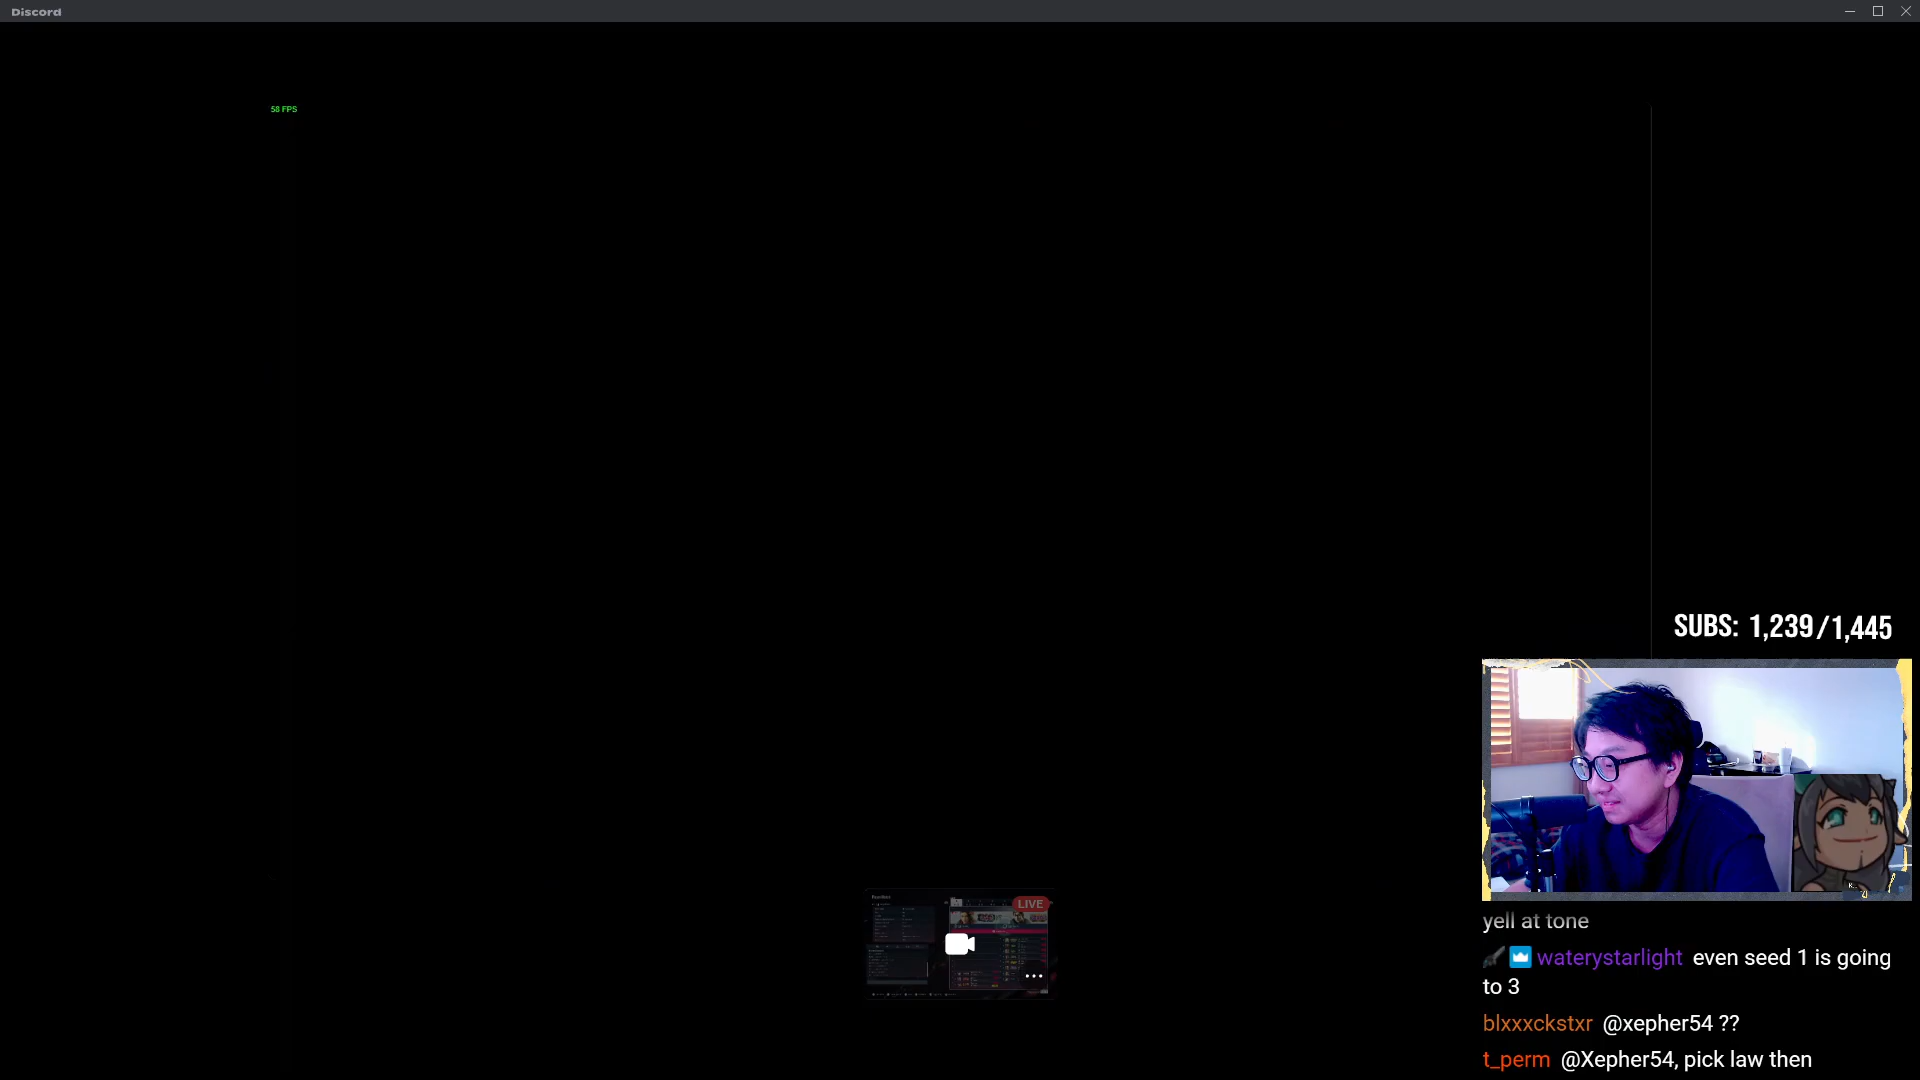 Discord
58 FPS
SUBS: 1,239/1,445
LIVE
yell at tone
waterystarlight even seed 1 is going
to 3
blxxxckstxr @xepher54 ??
t_perm @Xepher54, pick law then